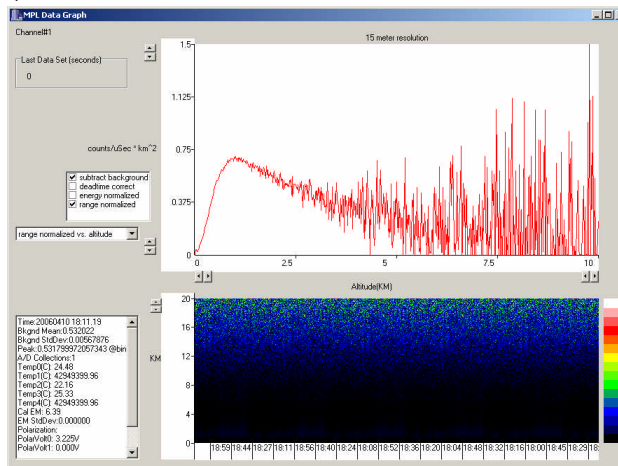 MPL Data Graph
Channel#1
Last Data Set (seconds)
0
15 meter resolution
1.5
1.125
0.75
0.375
0
counts/uSec * km^2
subtract background
deadtime correct
energy normalized
range normalized
range normalized vs. altitude
0
2.5
5
7.5
10
Altitude(KM)
Time:20060410 18:11.19
Bkgnd Mean:0.532022
Bkgnd StdDev:0.00567876
Peak:0.531799972057343 @bin
A/D Collections:1
Temp0(C): 24.48
Temp1(C): 42949399.96
Temp2(C): 22.16
Temp3(C): 25.33
Temp4(C): 42949399.96
Cal EM: 6.39
EM StdDev:0.000000
Polarization:
PolarVolt0: 3.225V
PolarVolt1: 0.000V
KM
20
16
12
8
4
0
18:59 18:44 18:27 18:11 18:56 18:40 18:24 18:08 18:52 18:36 18:20 18:04 18:48 18:32 18:16 18:00 18:45 18:29 18: